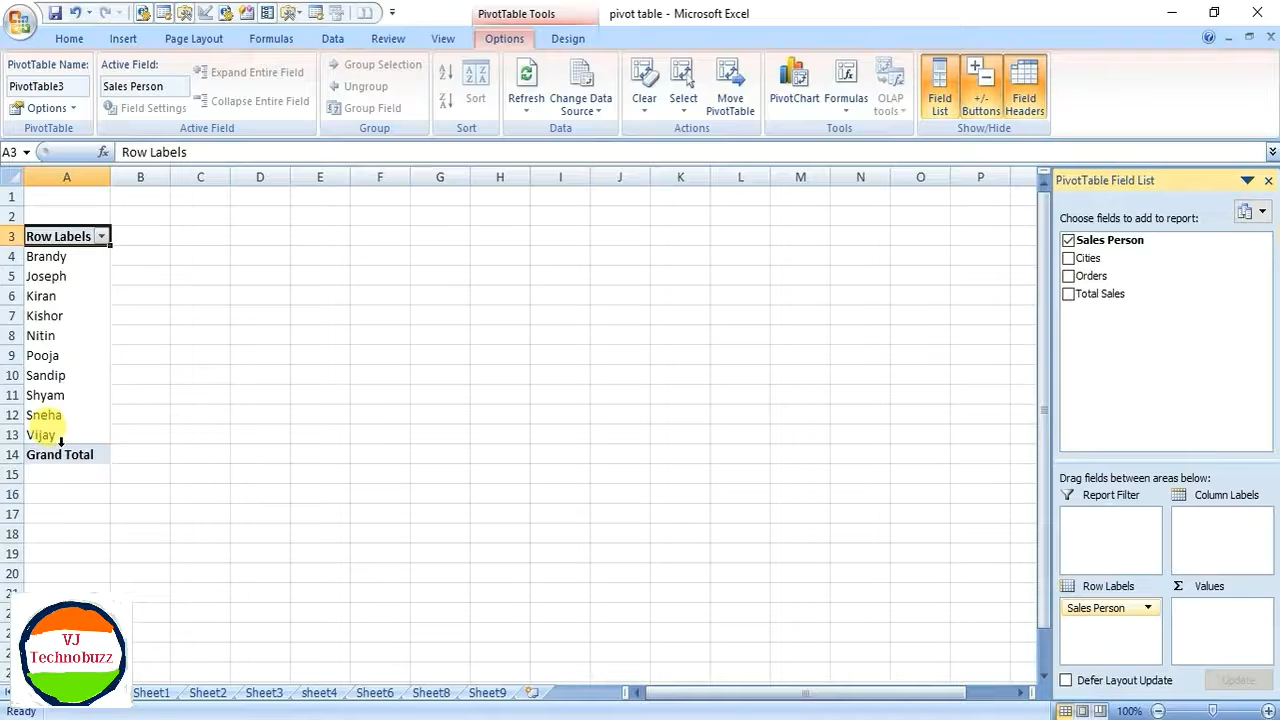 PivotTable Tools
pivot table - Microsoft Excel
Home Insert Page Layout Formulas Data Review View Options Design
PivotTable Name:
PivotTable3
Options
PivotTable
Active Field:
Sales Person
Field Settings
Expand Entire Field
Collapse Entire Field
Active Field
Group Selection
Ungroup
Group Field
Group
Sort
Sort
Refresh
Change Data Source
Data
Clear
Select
Move PivotTable
Actions
PivotChart
Formulas
OLAP tools
Tools
Field List
+/- Buttons
Field Headers
Show/Hide
A3
fx
Row Labels
A B C D E F G H I J K L M N O P
1
2
3 Row Labels
4 Brandy
5 Joseph
6 Kiran
7 Kishor
8 Nitin
9 Pooja
10 Sandip
11 Shyam
12 Sneha
13 Vijay
14 Grand Total
15
16
17
18
19
20
PivotTable Field List
Choose fields to add to report:
Sales Person
Cities
Orders
Total Sales
Drag fields between areas below:
Report Filter
Column Labels
Row Labels
Σ Values
Sales Person
Defer Layout Update
Update
VJ
Technobuzz
Sheet1 Sheet2 Sheet3 sheet4 Sheet6 Sheet8 Sheet9
Ready
100%